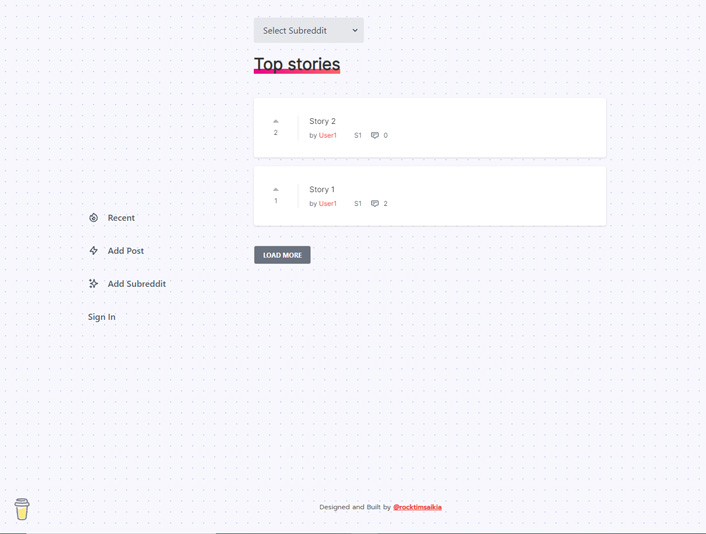 Select Subreddit
Top stories
2
Story 2
by User1 S1 0
1
Story 1
by User1 S1 2
LOAD MORE
Recent
Add Post
Add Subreddit
Sign In
Designed and Built by @rocktimsaikia